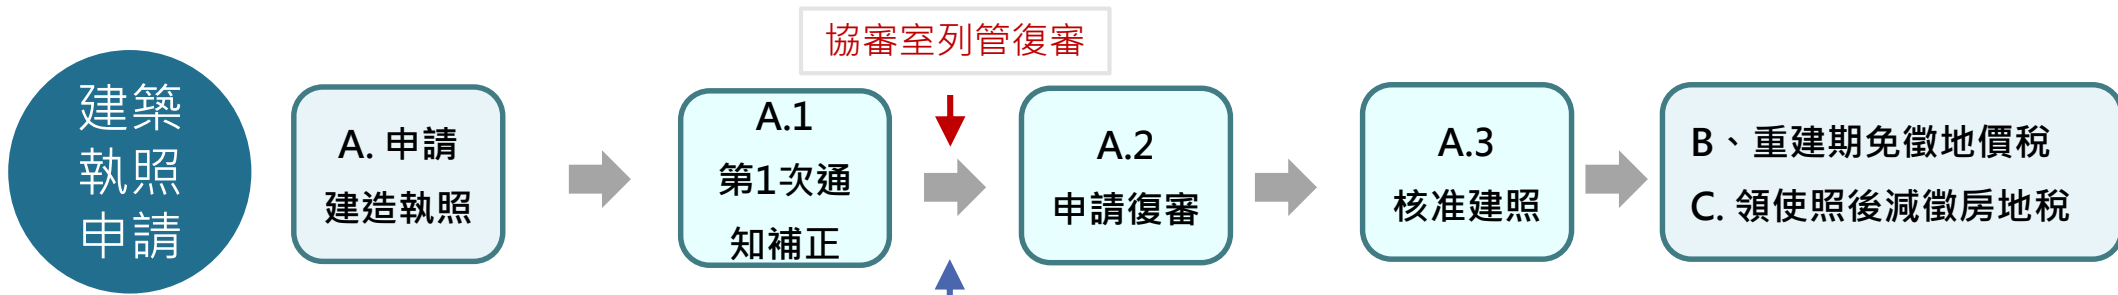 建築
執照
申請
A. 申請
建造執照
協審室列管復審
A.1
第1次通
知補正
A.2
申請復審
A.3
核准建照
B、重建期免徵地價稅
C. 領使照後減徵房地稅